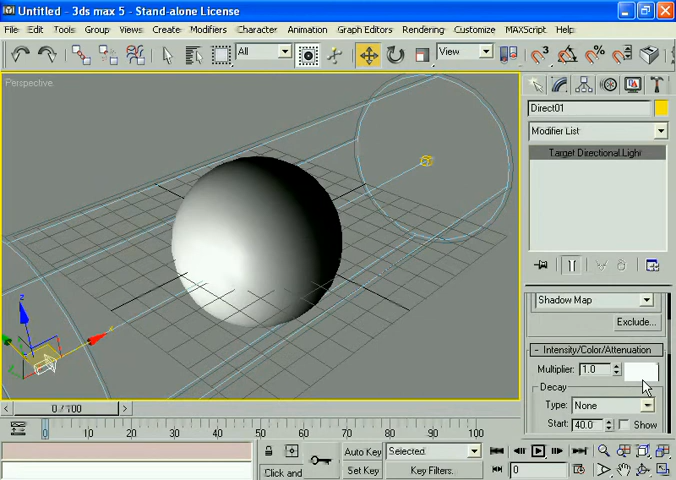 Untitled - 3ds max 5 - Stand-alone License
File Edit Tools Group Views Create Modifiers Character Animation Graph Editors Rendering Customize MAXScript Help
All View
Perspective
Direct01
Modifier List
Target Directional Light
z
x
Shadow Map
Exclude...
- Intensity/Color/Attenuation
Multiplier: 1.0
Decay
Type: None
Start: 40.0 Show
< 0 / 100 >
0 10 20 30 40 50 60 70 80 90 100
Auto Key Selected
Click and Set Key Key Filters... 0